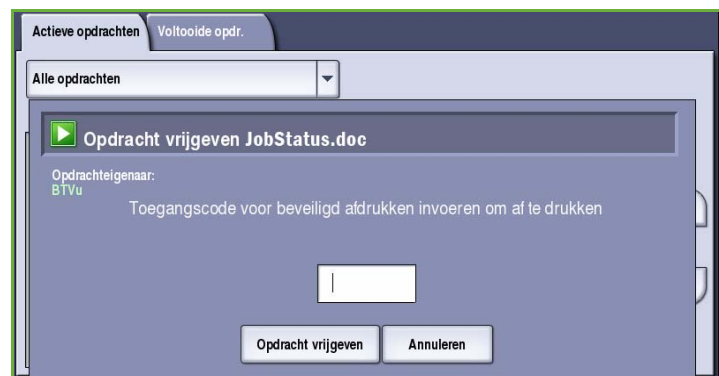 Actieve opdrachten
Voltooide opdr.
Alle opdrachten
Opdracht vrijgeven JobStatus.doc
Opdrachteigenaar:
BTVu
Toegangscode voor beveiligd afdrukken invoeren om af te drukken
Opdracht vrijgeven
Annuleren